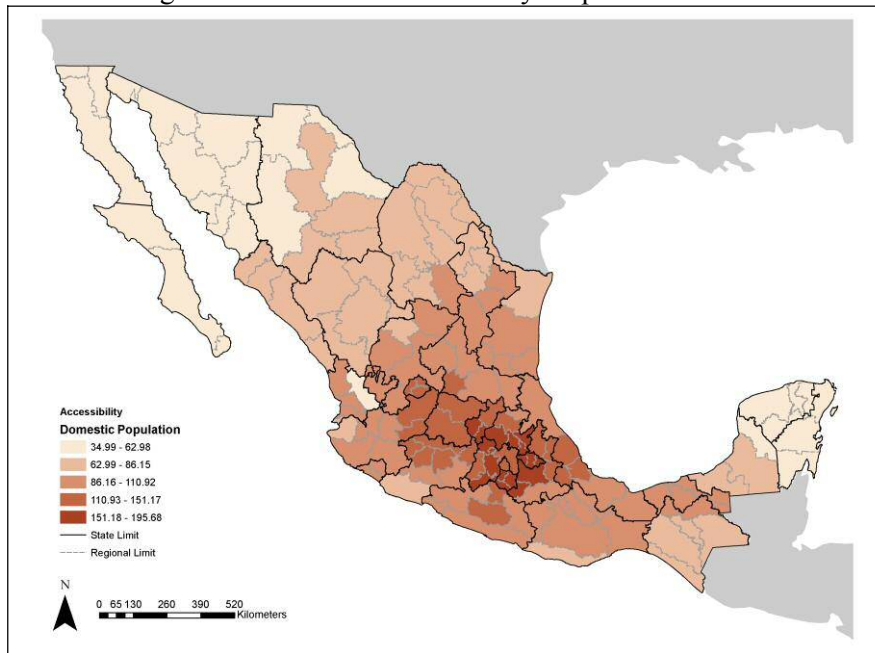 Accessibility
Domestic Population
34.99 - 62.98
62.99 - 86.15
86.16 - 110.92
110.93 - 151.17
151.18 - 195.68
State Limit
Regional Limit
N
0 65 130 260 390 520
Kilometers